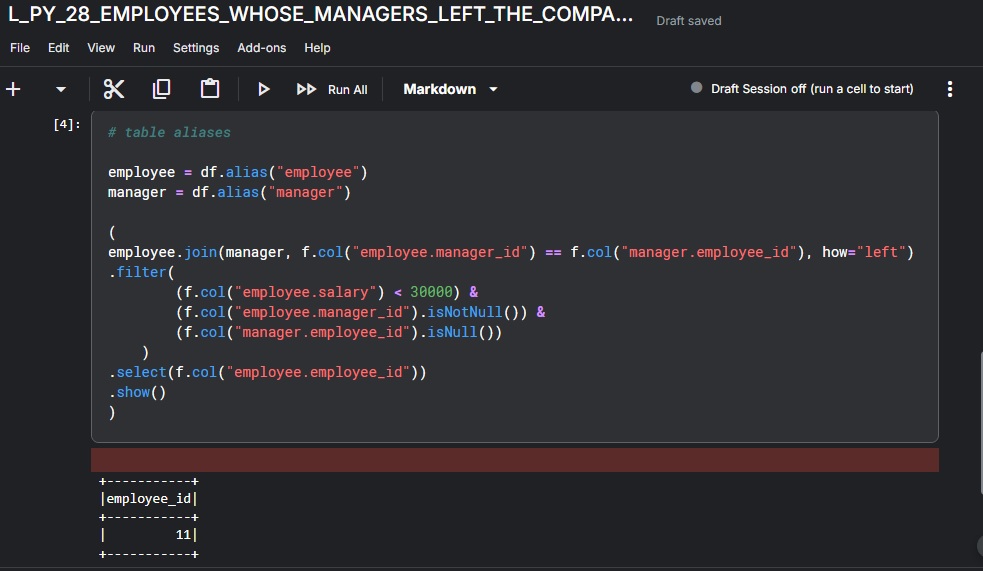 L_PY_28_EMPLOYEES_WHOSE_MANAGERS_LEFT_THE_COMPA... Draft saved
File Edit View Run Settings Add-ons Help
+ Run All Markdown Draft Session off (run a cell to start)
[4]:
# table aliases
employee = df.alias("employee")
manager = df.alias("manager")
(
employee.join(manager, f.col("employee.manager_id") == f.col("manager.employee_id"), how="left")
.filter(
(f.col("employee.salary") < 30000) &
(f.col("employee.manager_id").isNotNull()) &
(f.col("manager.employee_id").isNull())
)
.select(f.col("employee.employee_id"))
.show()
)
+-----------+
|employee_id|
+-----------+
|         11|
+-----------+